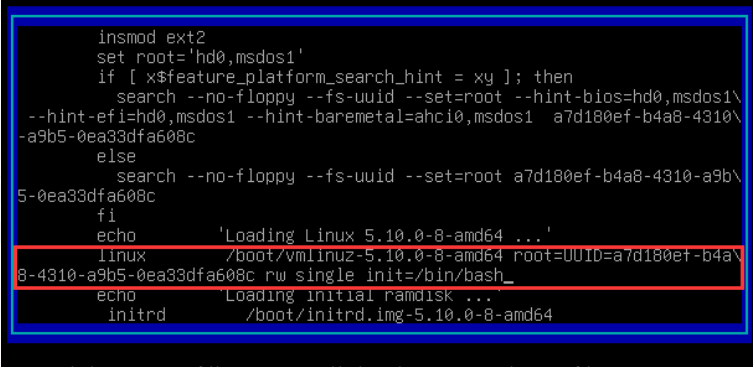 insmod ext2
set root='hd0,msdos1'
if [ x$feature_platform_search_hint = xy ]; then
search --no-floppy --fs-uuid --set=root --hint-bios=hd0,msdos1\
--hint-efi=hd0,msdos1 --hint-baremetal=ahci0,msdos1  a7d180ef-b4a8-4310\
-a9b5-0ea33dfa608c
else
search --no-floppy --fs-uuid --set=root a7d180ef-b4a8-4310-a9b\
5-0ea33dfa608c
fi
echo 'Loading Linux 5.10.0-8-amd64 ...'
linux /boot/vmlinuz-5.10.0-8-amd64 root=UUID=a7d180ef-b4a\
8-4310-a9b5-0ea33dfa608c rw single init=/bin/bash_
echo 'Loading initial ramdisk ...'
initrd /boot/initrd.img-5.10.0-8-amd64